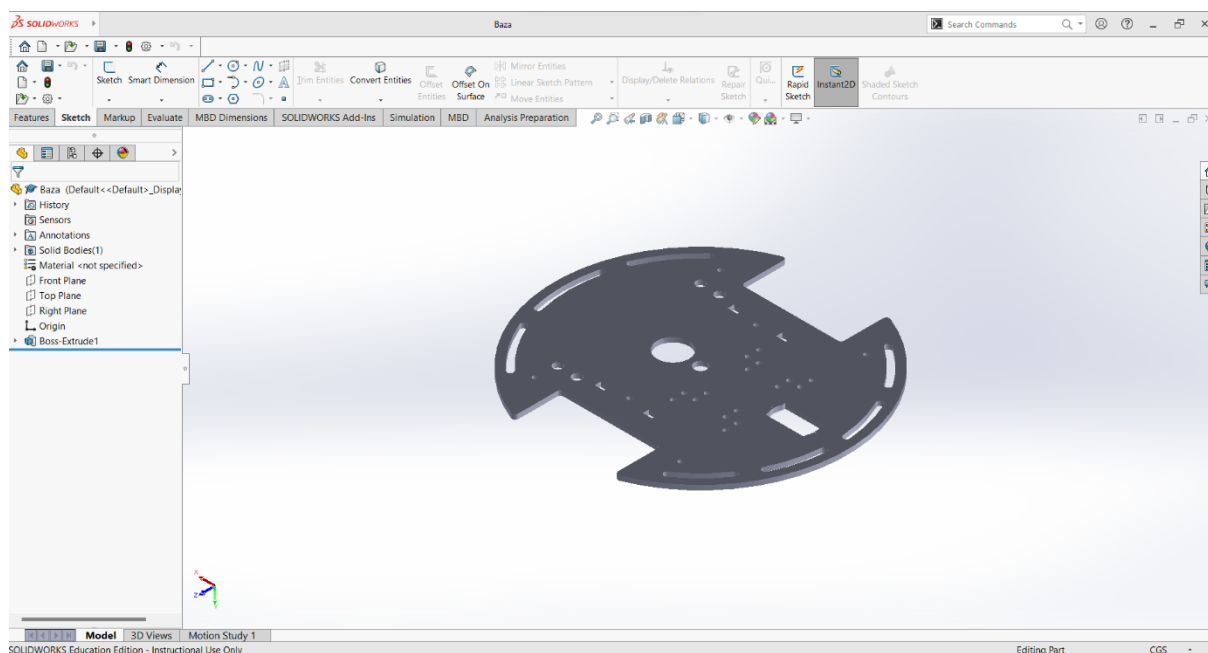 SOLIDWORKS
Baza
Search Commands
Sketch Smart Dimension Trim Entities Convert Entities Offset Entities Offset On Surface Mirror Entities Linear Sketch Pattern Move Entities Display/Delete Relations Repair Sketch Qui... Rapid Sketch Instant2D Shaded Sketch Contours
Features Sketch Markup Evaluate MBD Dimensions SOLIDWORKS Add-Ins Simulation MBD Analysis Preparation
Baza (Default<<Default>_Display
History
Sensors
Annotations
Solid Bodies(1)
Material <not specified>
Front Plane
Top Plane
Right Plane
Origin
Boss-Extrude1
X
Z
Y
Model 3D Views Motion Study 1
SOLIDWORKS Education Edition - Instructional Use Only Editing Part CGS